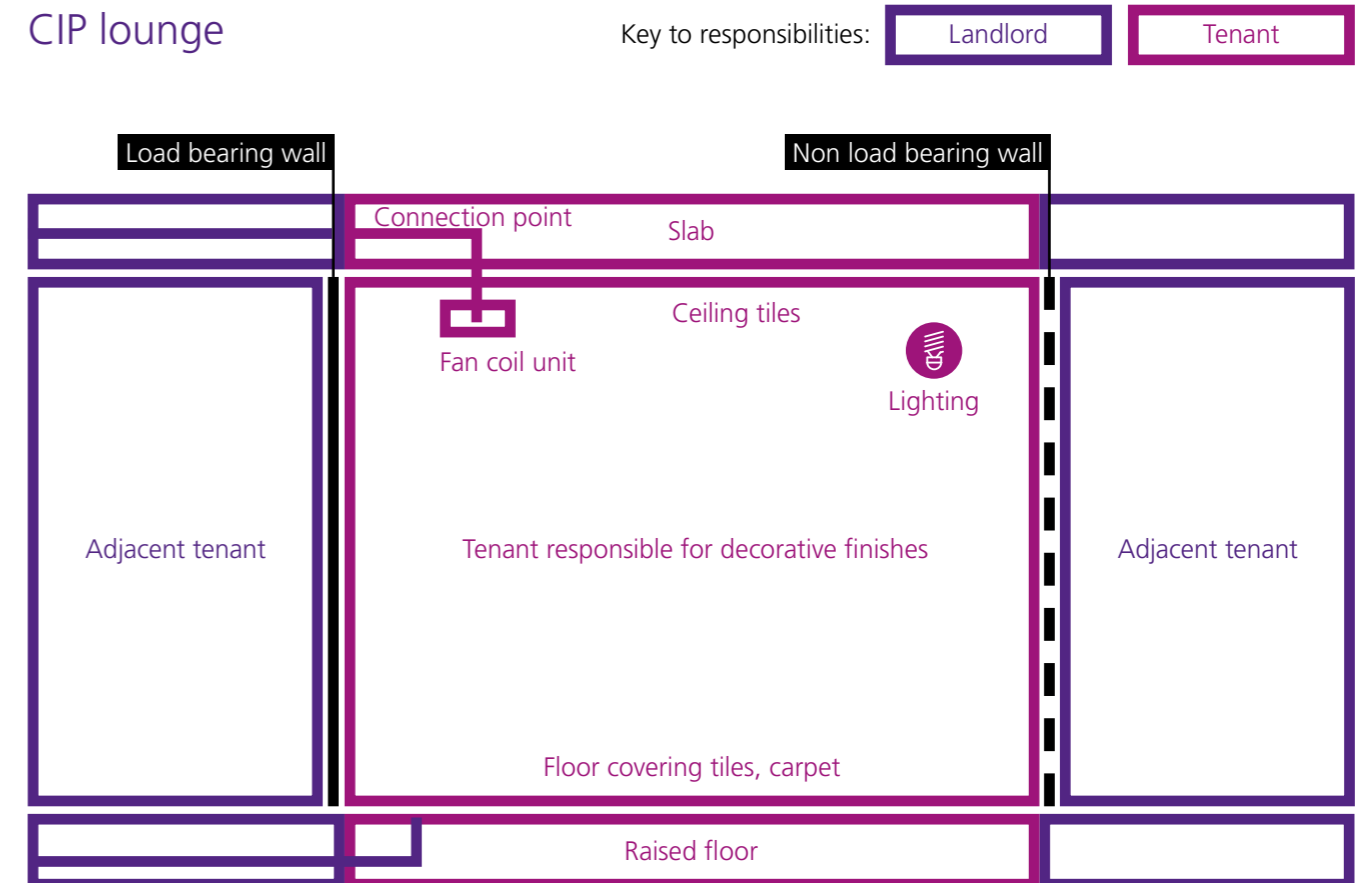 CIP lounge
Key to responsibilities:
Landlord
Tenant
Load bearing wall
Non load bearing wall
Connection point
Slab
Ceiling tiles
Fan coil unit
Lighting
Adjacent tenant
Tenant responsible for decorative finishes
Adjacent tenant
Floor covering tiles, carpet
Raised floor